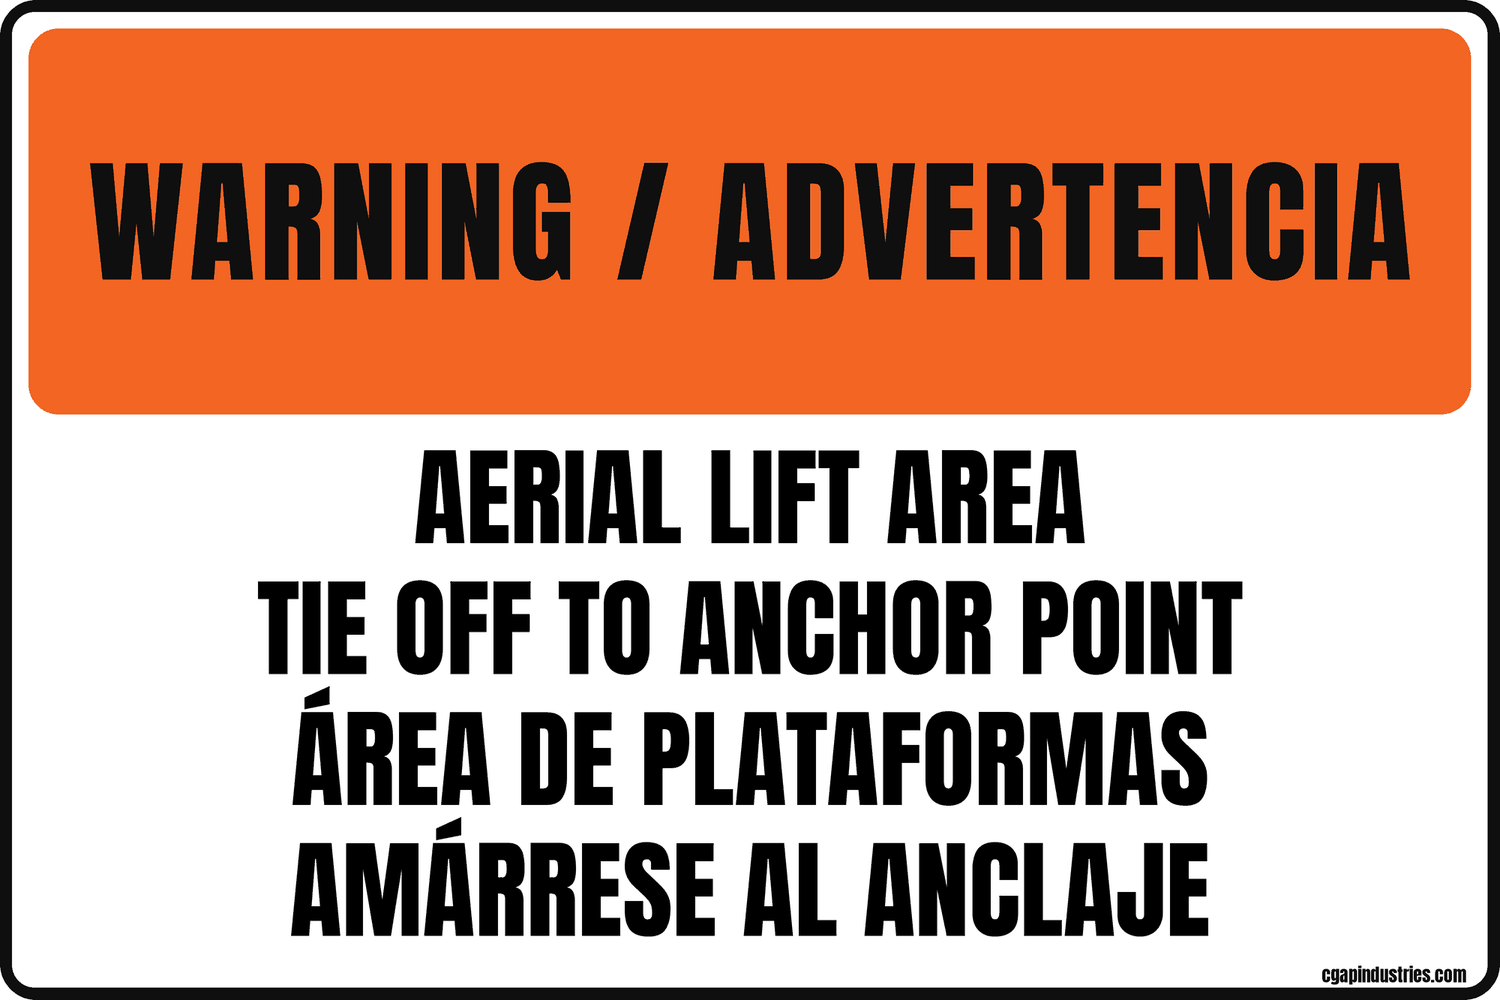 WARNING / ADVERTENCIA
AERIAL LIFT AREA
TIE OFF TO ANCHOR POINT
ÁREA DE PLATAFORMAS
AMÁRRESE AL ANCLAJE
cgapindustries.com